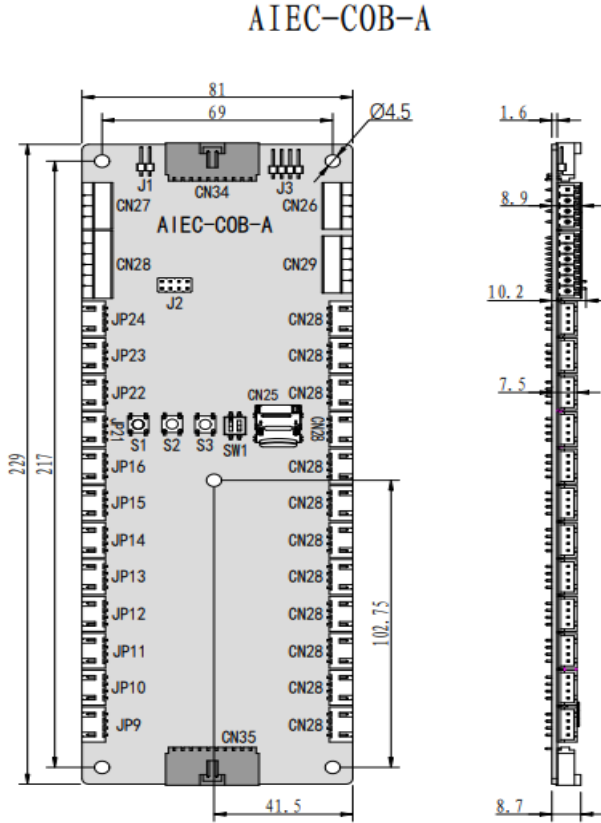 AIEC-COB-A
81
69
Ø4.5
1.6
J1
CN34
J3
CN27
CN26
8.9
AIEC-COB-A
CN28
CN29
J2
10.2
JP24
CN28
JP23
CN28
JP22
CN28
7.5
CN25
JP21
S1
S2
S3
SW1
CN28
229
217
JP16
CN28
JP15
CN28
JP14
CN28
JP13
CN28
JP12
CN28
102.75
JP11
CN28
JP10
CN28
JP9
CN28
CN35
41.5
8.7